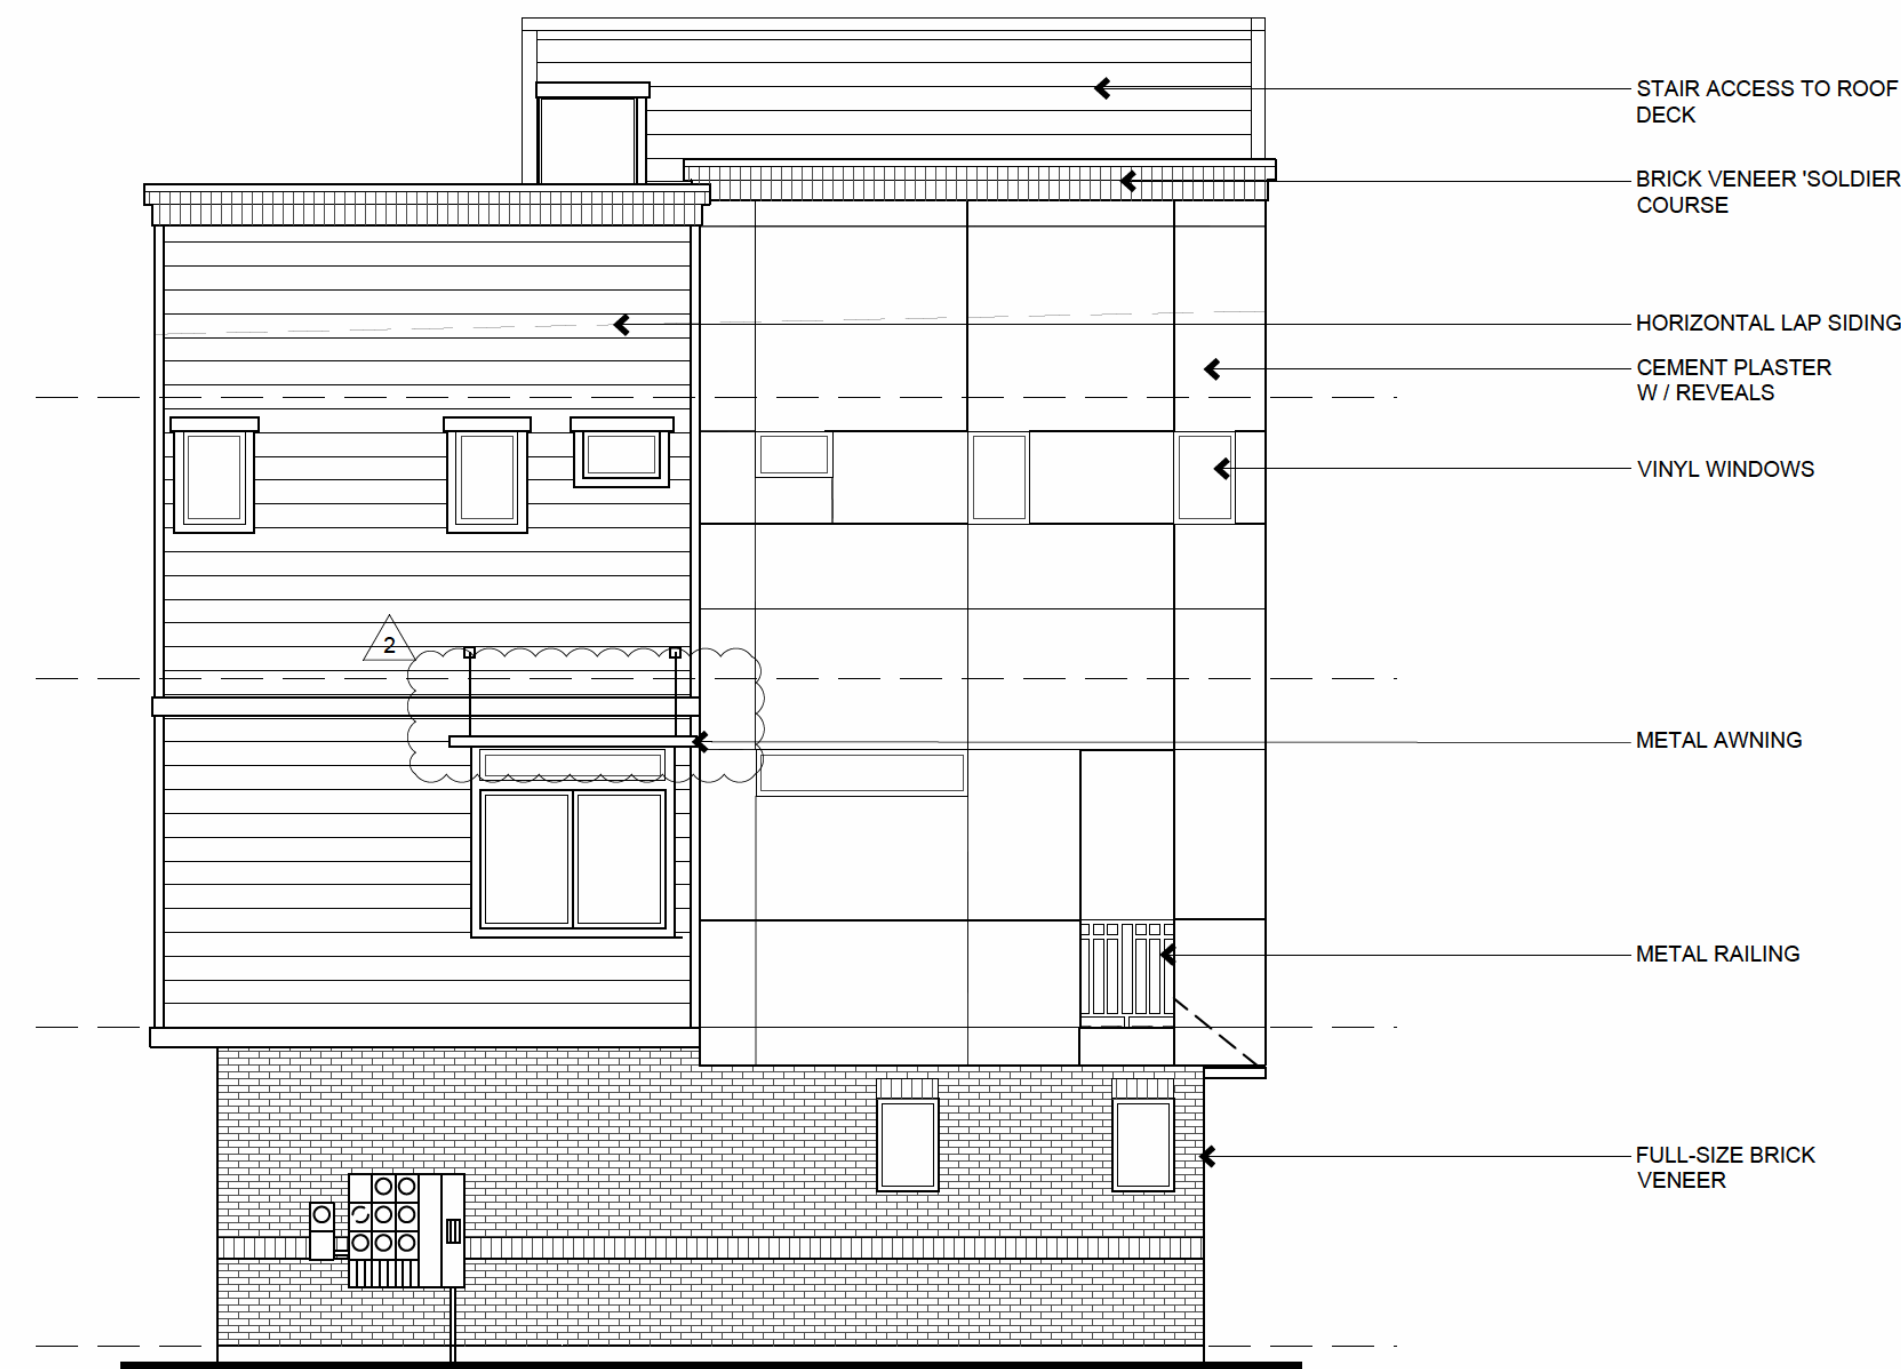 STAIR ACCESS TO ROOF
DECK
BRICK VENEER 'SOLDIER
COURSE
HORIZONTAL LAP SIDING
CEMENT PLASTER
W / REVEALS
VINYL WINDOWS
2
METAL AWNING
METAL RAILING
FULL-SIZE BRICK
VENEER